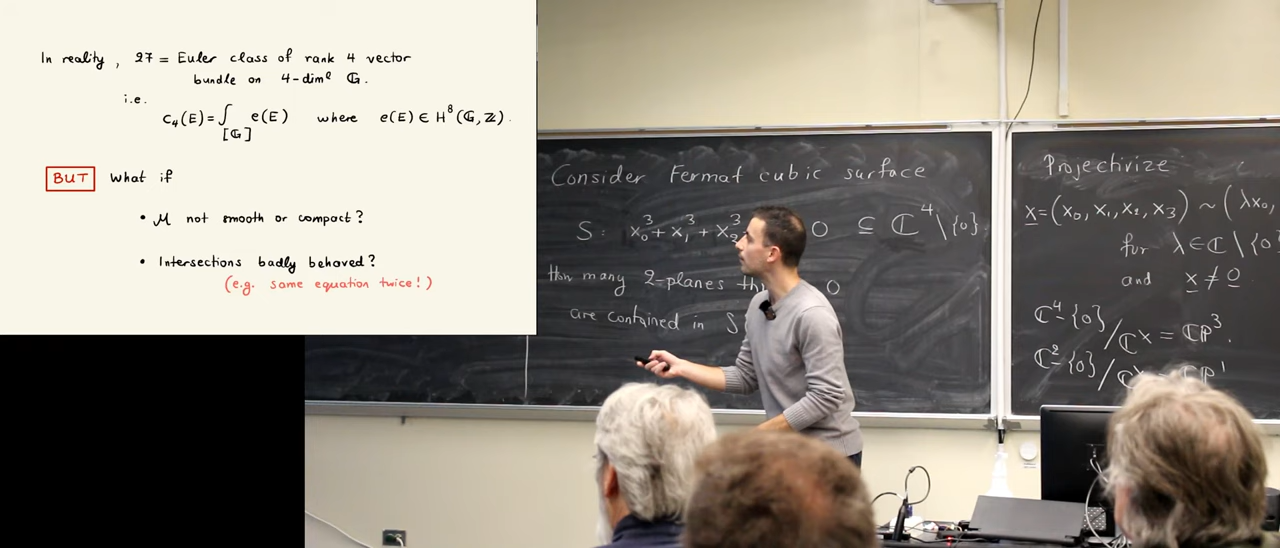 In reality, 27 = Euler class of rank 4 vector
bundle on 4-dimˡ 𝔾.
i.e.
c₄(E) = ∫ e(E) where e(E) ∈ H⁸(𝔾, ℤ).
[𝔾]
BUT What if
• M not smooth or compact?
• Intersections badly behaved?
(e.g. same equation twice!)
Consider Fermat cubic surface
S: x₀³ + x₁³ + x₂³ 0 ⊆ ℂ⁴ \ {0}
How many 2-planes 0
are contained in S
Projectivize
x = (x₀, x₁, x₂, x₃) ~ (λx₀,
for λ ∈ ℂ \ {0
and x ≠ 0
ℂ⁴-{0}/ℂ× = ℂℙ³.
ℂ²-{0}/ℂ× = ℂℙ¹